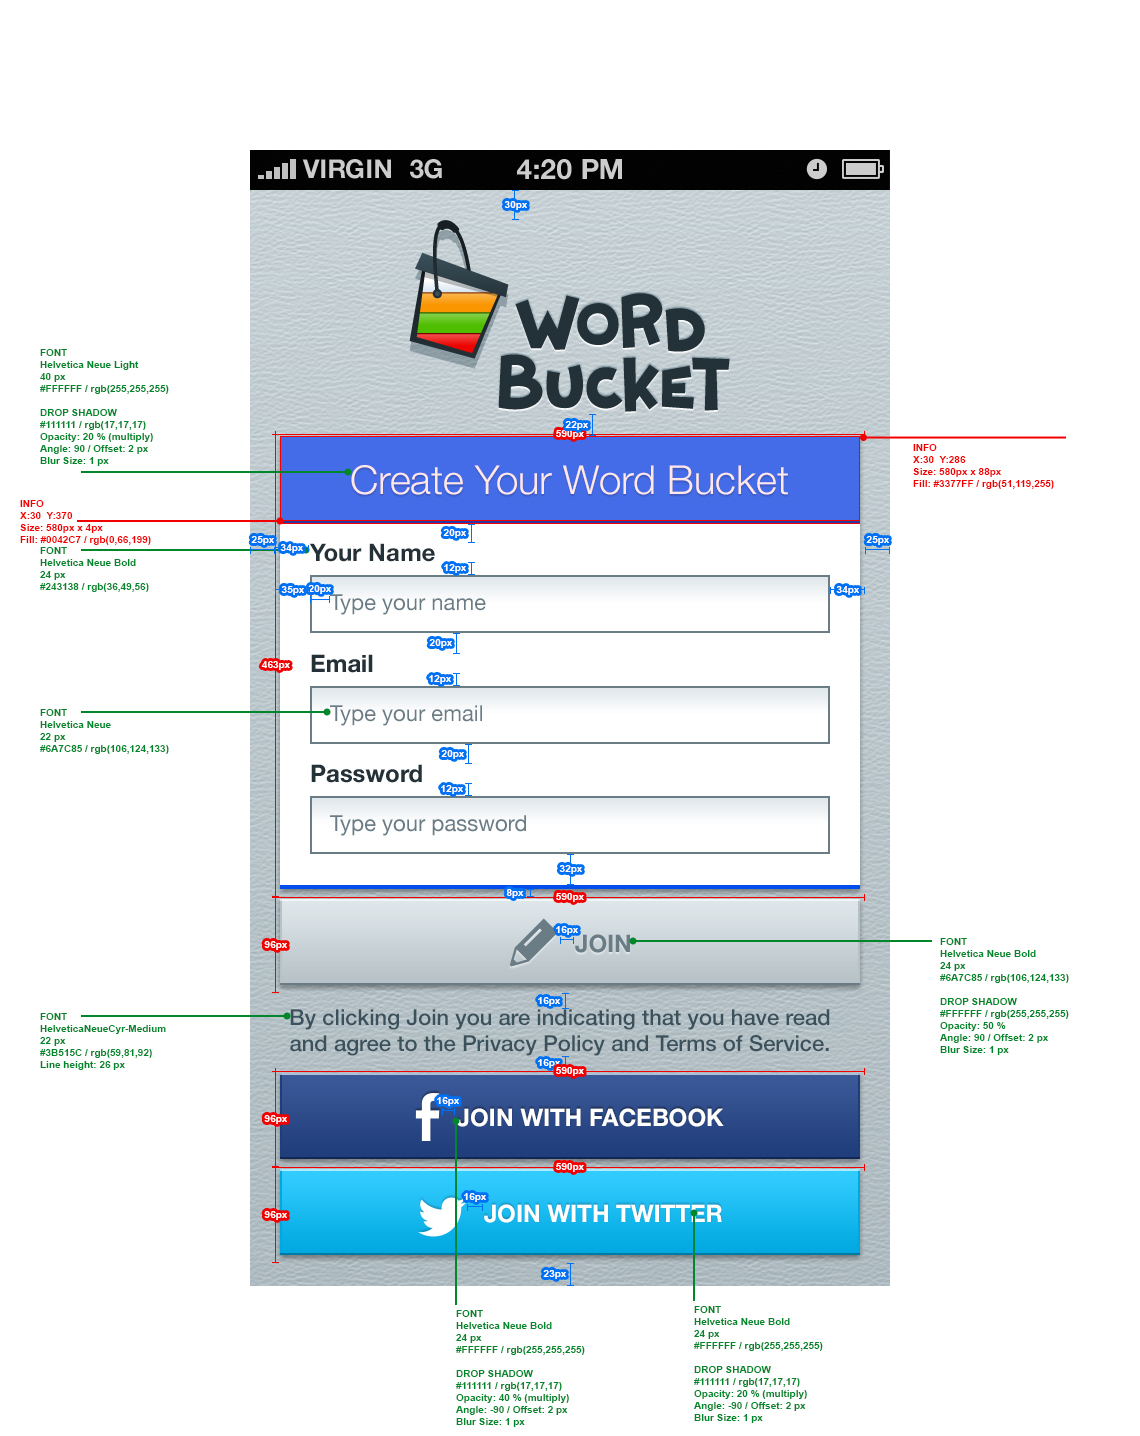 VIRGIN 3G 4:20 PM
30px
WORD
BUCKET
FONT
Helvetica Neue Light
40 px
#FFFFFF / rgb(255,255,255)
DROP SHADOW
#111111 / rgb(17,17,17)
Opacity: 20 % (multiply)
Angle: 90 / Offset: 2 px
Blur Size: 1 px
22px
590px
INFO
X:30 Y:286
Size: 580px x 88px
Fill: #3377FF / rgb(51,119,255)
Create Your Word Bucket
INFO
X:30 Y:370
Size: 580px x 4px
Fill: #0042C7 / rgb(0,66,199)
FONT
Helvetica Neue Bold
24 px
#243138 / rgb(36,49,56)
20px
25px
34px
Your Name
25px
12px
35px
20px
34px
Type your name
20px
463px
Email
12px
FONT
Helvetica Neue
22 px
#6A7C85 / rgb(106,124,133)
Type your email
20px
Password
12px
Type your password
32px
8px
590px
96px
16px
JOIN
FONT
Helvetica Neue Bold
24 px
#6A7C85 / rgb(106,124,133)
DROP SHADOW
#FFFFFF / rgb(255,255,255)
Opacity: 50 %
Angle: 90 / Offset: 2 px
Blur Size: 1 px
16px
FONT
HelveticaNeueCyr-Medium
22 px
#3B515C / rgb(59,81,92)
Line height: 26 px
By clicking Join you are indicating that you have read
and agree to the Privacy Policy and Terms of Service.
16px
590px
96px
16px
JOIN WITH FACEBOOK
590px
96px
16px
JOIN WITH TWITTER
23px
FONT
Helvetica Neue Bold
24 px
#FFFFFF / rgb(255,255,255)
DROP SHADOW
#111111 / rgb(17,17,17)
Opacity: 40 % (multiply)
Angle: -90 / Offset: 2 px
Blur Size: 1 px
FONT
Helvetica Neue Bold
24 px
#FFFFFF / rgb(255,255,255)
DROP SHADOW
#111111 / rgb(17,17,17)
Opacity: 20 % (multiply)
Angle: -90 / Offset: 2 px
Blur Size: 1 px